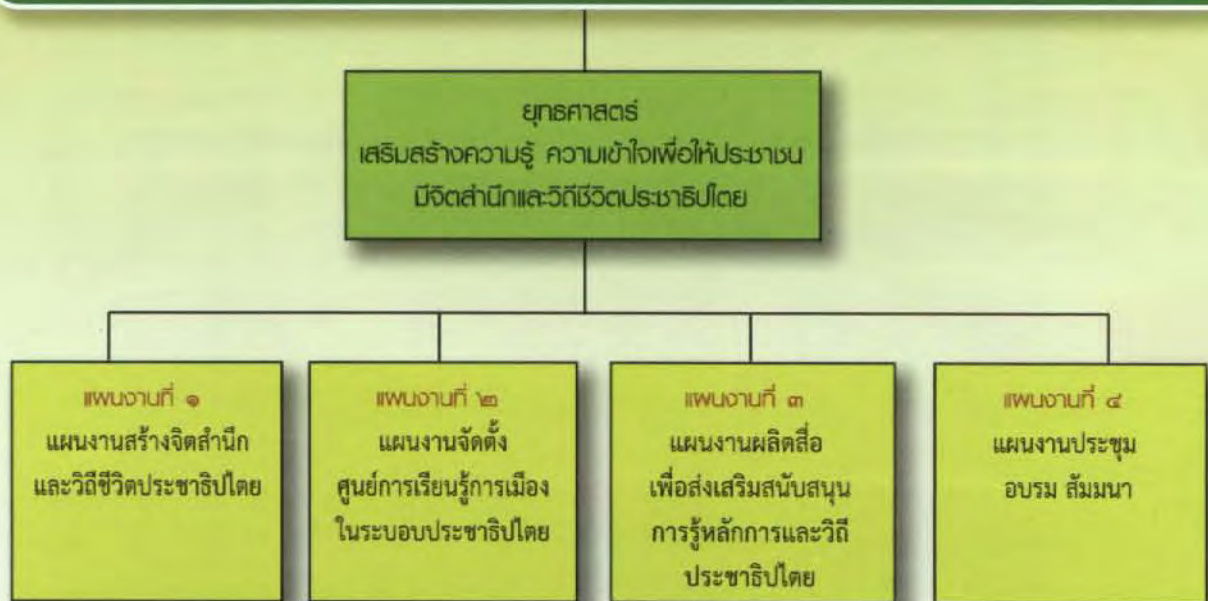 ยุทธศาสตร์
เสริมสร้างความรู้ ความเข้าใจเพื่อให้ประชาชน
มีจิตสำนึกและวิถีชีวิตประชาธิปไตย
แผนงานที่ ๑
แผนงานสร้างจิตสำนึก
และวิถีชีวิตประชาธิปไตย
แผนงานที่ ๒
แผนงานจัดตั้ง
ศูนย์การเรียนรู้การเมือง
ในระบอบประชาธิปไตย
แผนงานที่ ๓
แผนงานผลิตสื่อ
เพื่อส่งเสริมสนับสนุน
การรู้หลักการและวิถี
ประชาธิปไตย
แผนงานที่ ๔
แผนงานประชุม
อบรม สัมมนา